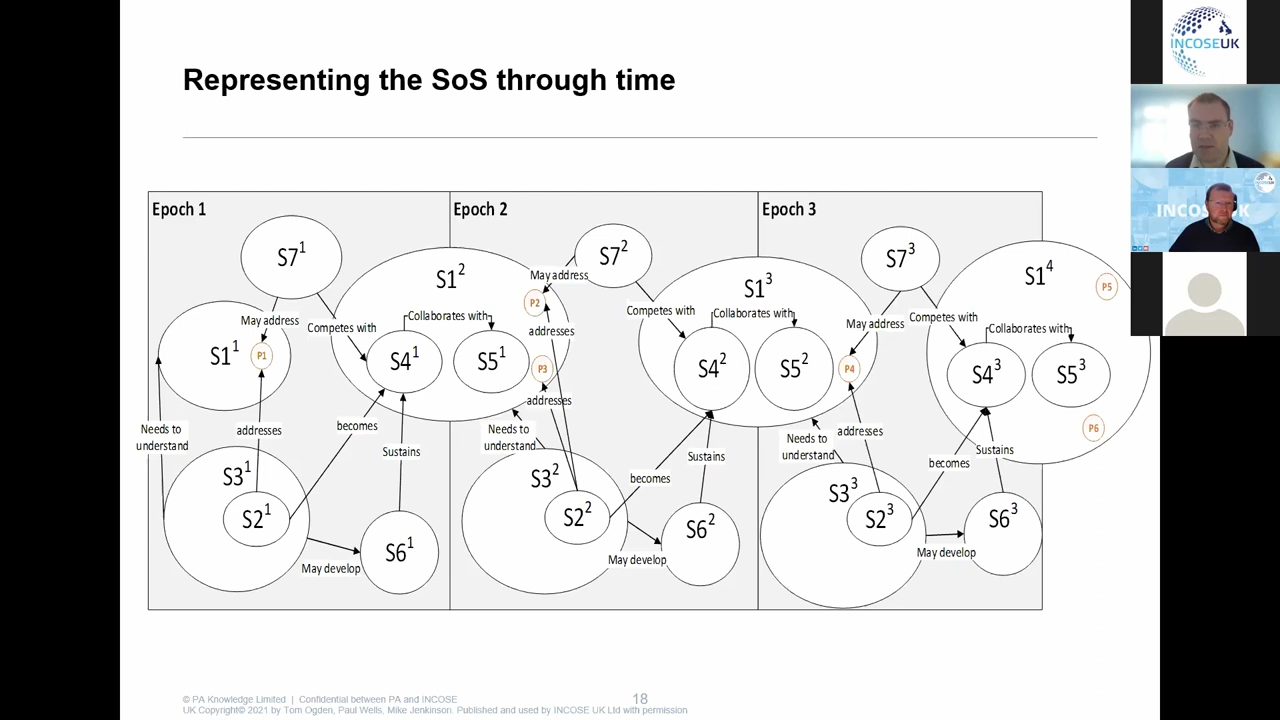 Representing the SoS through time
Epoch 1
Epoch 2
Epoch 3
S7¹
S1¹
P1
May address
Competes with
S1²
Collaborates with
S4¹
S5¹
P2
P3
Needs to
understand
addresses
becomes
Sustains
S3¹
S2¹
May develop
S6¹
S7²
May address
addresses
addresses
Competes with
S1³
Collaborates with
S4²
S5²
P4
Needs to
understand
becomes
Sustains
S3²
S2²
May develop
S6²
S7³
May address
Competes with
S1⁴
P5
Collaborates with
S4³
S5³
P6
Needs to
understand
addresses
becomes
Sustains
S3³
S2³
May develop
S6³
© PA Knowledge Limited | Confidential between PA and INCOSE
UK Copyright© 2021 by Tom Ogden, Paul Wells, Mike Jenkinson. Published and used by INCOSE UK Ltd with permission
18
INCOSEUK